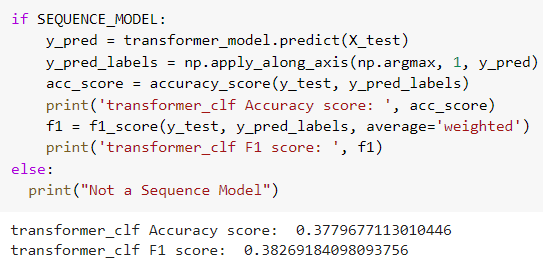 if SEQUENCE_MODEL:
    y_pred = transformer_model.predict(X_test)
    y_pred_labels = np.apply_along_axis(np.argmax, 1, y_pred)
    acc_score = accuracy_score(y_test, y_pred_labels)
    print('transformer_clf Accuracy score: ', acc_score)
    f1 = f1_score(y_test, y_pred_labels, average='weighted')
    print('transformer_clf F1 score: ', f1)
else:
  print("Not a Sequence Model")
transformer_clf Accuracy score:  0.3779677113010446
transformer_clf F1 score:  0.38269184098093756